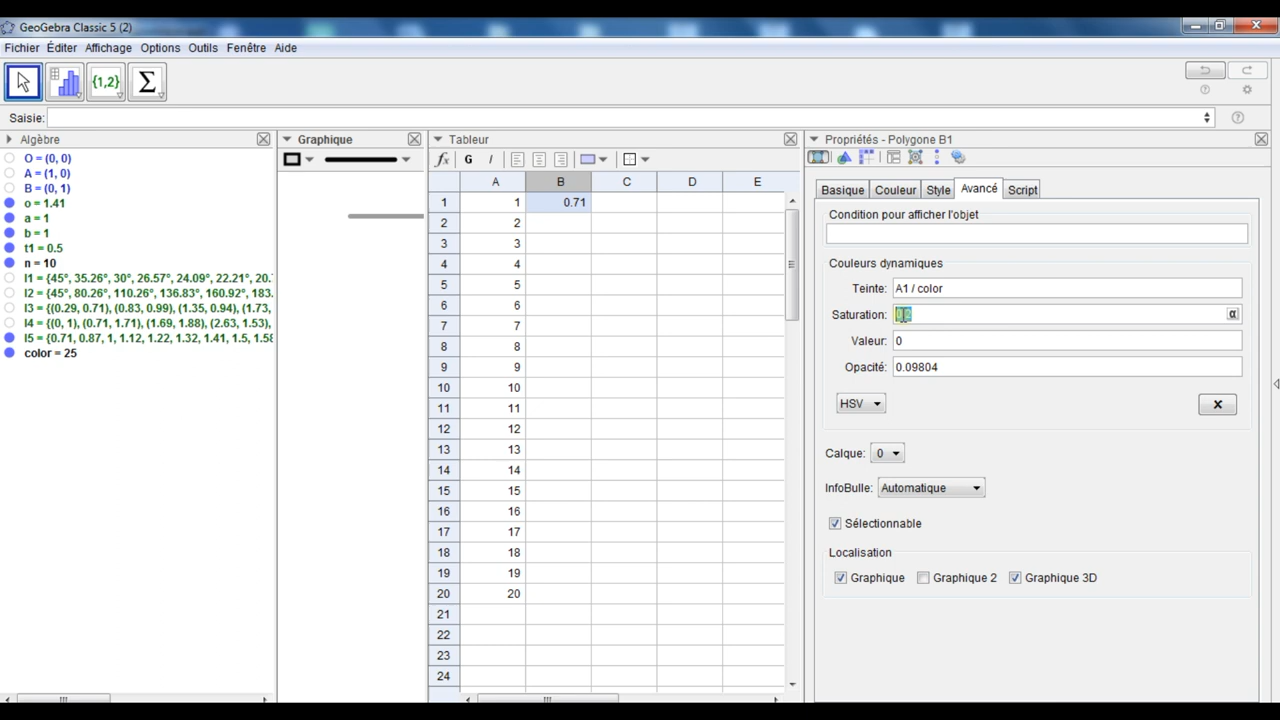 GeoGebra Classic 5 (2)
Fichier Éditer Affichage Options Outils Fenêtre Aide
{1,2} Σ
Saisie:
Algèbre
O = (0, 0)
A = (1, 0)
B = (0, 1)
o = 1.41
a = 1
b = 1
t1 = 0.5
n = 10
l1 = {45°, 35.26°, 30°, 26.57°, 24.09°, 22.21°, 20.
l2 = {45°, 80.26°, 110.26°, 136.83°, 160.92°, 183.
l3 = {(0.29, 0.71), (0.83, 0.99), (1.35, 0.94), (1.73,
l4 = {(0, 1), (0.71, 1.71), (1.69, 1.88), (2.63, 1.53),
l5 = {0.71, 0.87, 1, 1.12, 1.22, 1.32, 1.41, 1.5, 1.58
color = 25
Graphique
Tableur
fx G I
A B C D E
1 1 0.71
2 2
3 3
4 4
5 5
6 6
7 7
8 8
9 9
10 10
11 11
12 12
13 13
14 14
15 15
16 16
17 17
18 18
19 19
20 20
21
22
23
24
Propriétés - Polygone B1
Basique Couleur Style Avancé Script
Condition pour afficher l'objet
Couleurs dynamiques
Teinte: A1 / color
Saturation: α
Valeur: 0
Opacité: 0.09804
HSV
Calque: 0
InfoBulle: Automatique
Sélectionnable
Localisation
Graphique Graphique 2 Graphique 3D